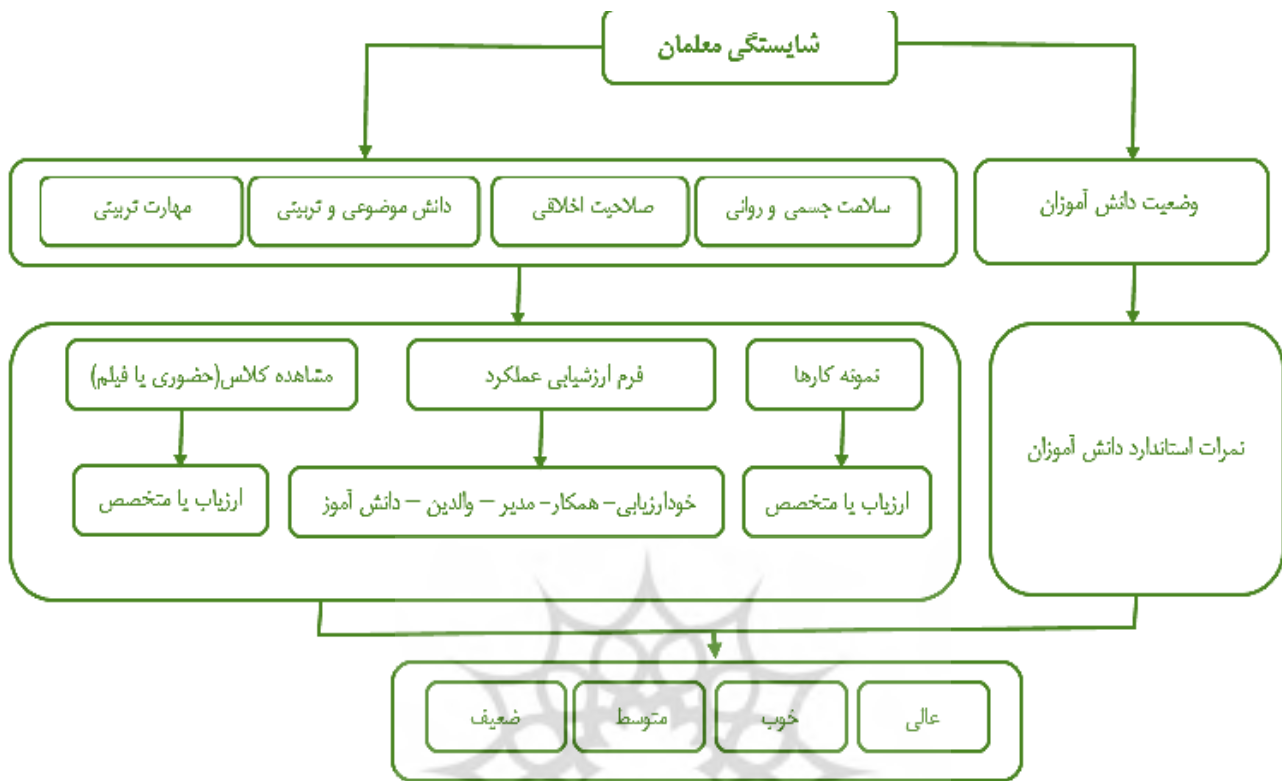 شایستگی معلمان
وضعیت دانش آموزان
سلامت جسمی و روانی
صلاحیت اخلاقی
دانش موضوعی و تربیتی
مهارت تربیتی
نمرات استاندارد دانش آموزان
نمونه کارها
فرم ارزشیابی عملکرد
مشاهده کلاس(حضوری یا فیلم)
ارزیاب یا متخصص
خودارزیابی– همکار- مدیر – والدین – دانش آموز
ارزیاب یا متخصص
عالی
خوب
متوسط
ضعیف